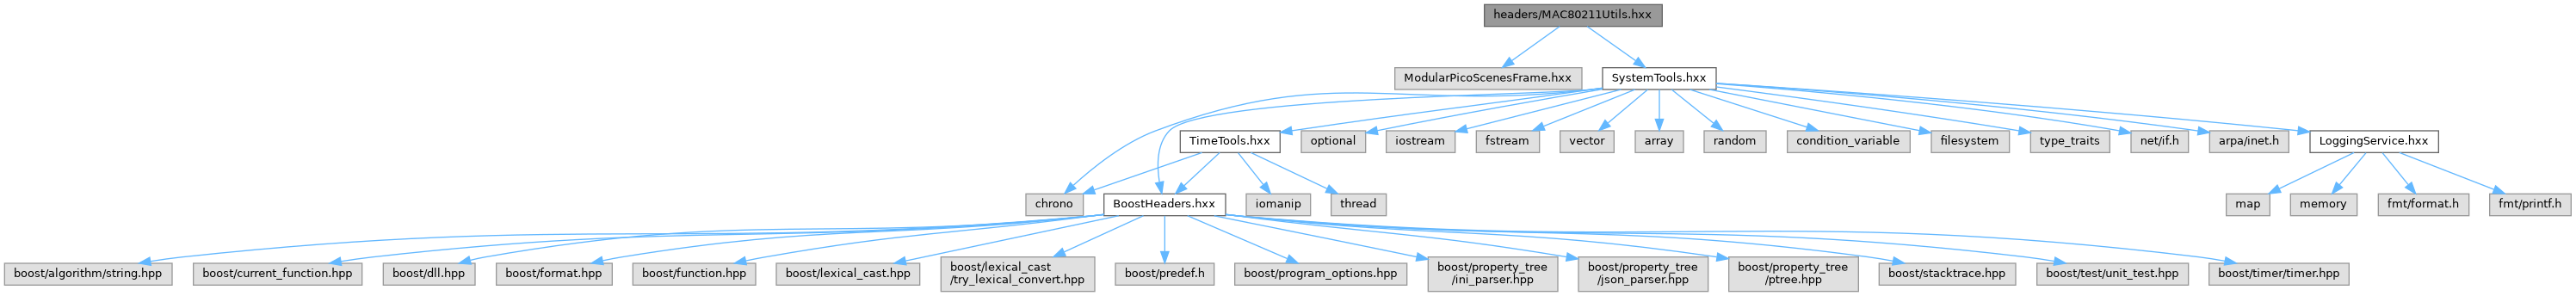 headers/MAC80211Utils.hxx
ModularPicoScenesFrame.hxx
SystemTools.hxx
TimeTools.hxx
optional
iostream
fstream
vector
array
random
condition_variable
filesystem
type_traits
net/if.h
arpa/inet.h
LoggingService.hxx
chrono
BoostHeaders.hxx
iomanip
thread
map
memory
fmt/format.h
fmt/printf.h
boost/algorithm/string.hpp
boost/current_function.hpp
boost/dll.hpp
boost/format.hpp
boost/function.hpp
boost/lexical_cast.hpp
boost/lexical_cast
/try_lexical_convert.hpp
boost/predef.h
boost/program_options.hpp
boost/property_tree
/ini_parser.hpp
boost/property_tree
/json_parser.hpp
boost/property_tree
/ptree.hpp
boost/stacktrace.hpp
boost/test/unit_test.hpp
boost/timer/timer.hpp